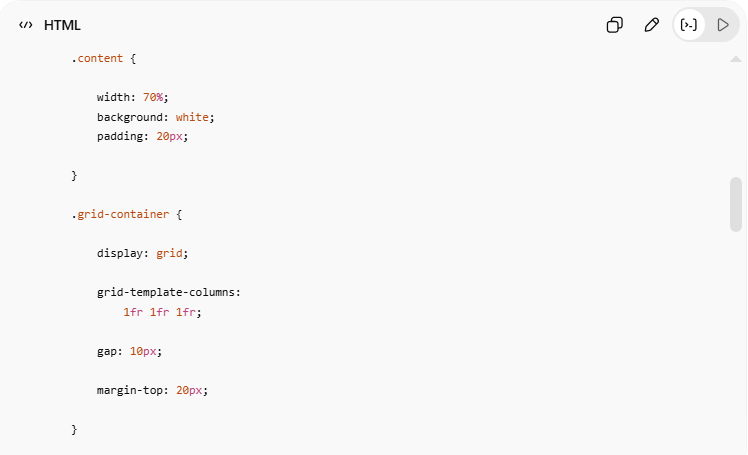 HTML
.content {
width: 70%;
background: white;
padding: 20px;
}
.grid-container {
display: grid;
grid-template-columns:
1fr 1fr 1fr;
gap: 10px;
margin-top: 20px;
}